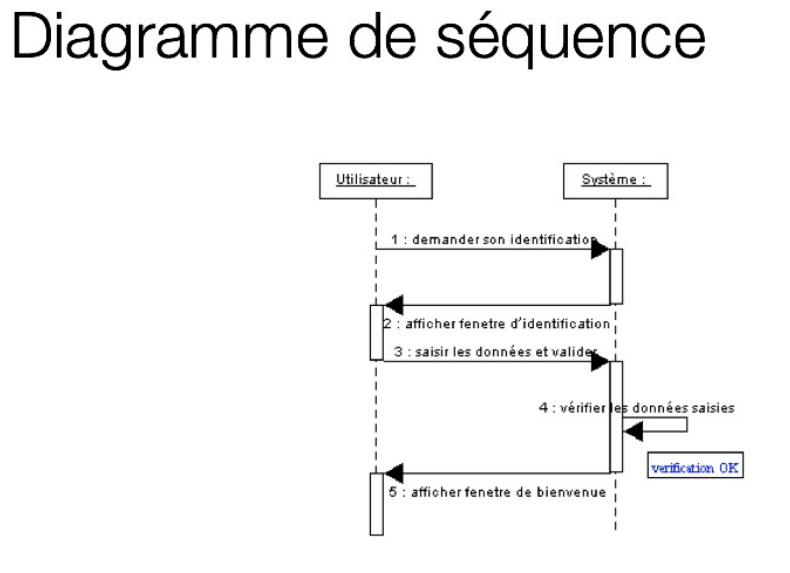 Diagramme de séquence
Utilisateur :
Système :
1 : demander son identification
2 : afficher fenetre d'identification
3 : saisir les données et valider
4 : vérifier les données saisies
verification OK
5 : afficher fenetre de bienvenue